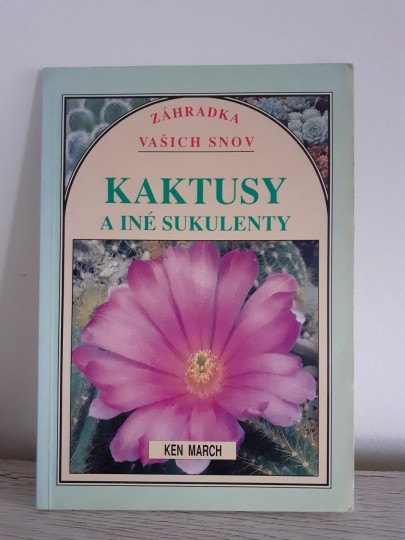 ZÁHRADKA
VAŠICH SNOV
KAKTUSY
A INÉ SUKULENTY
KEN MARCH